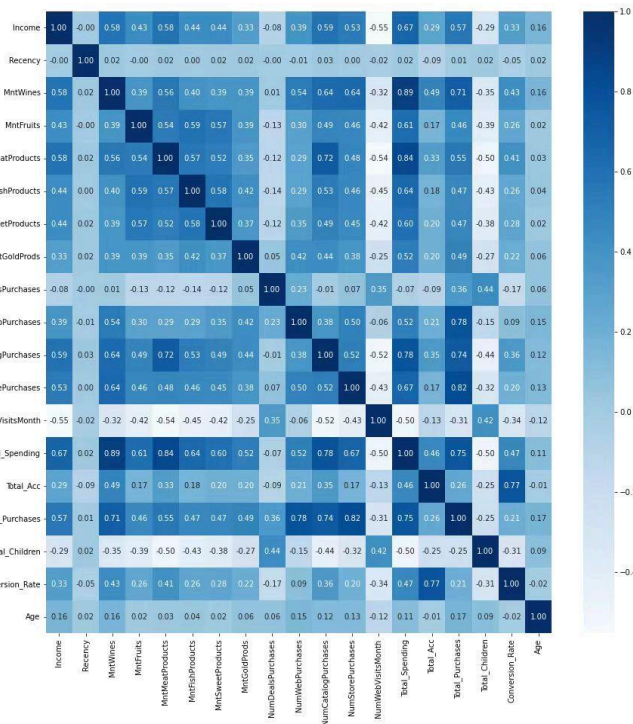 Income 1.00 -0.00 0.58 0.43 0.58 0.44 0.44 0.33 -0.08 0.39 0.59 0.53 -0.55 0.67 0.29 0.57 -0.29 0.33 0.16
Recency -0.00 1.00 0.02 -0.00 0.02 0.00 0.02 0.02 -0.00 -0.01 0.03 0.00 -0.02 0.02 -0.09 0.01 0.02 -0.05 0.02
MntWines 0.58 0.02 1.00 0.39 0.56 0.40 0.39 0.39 0.01 0.54 0.64 0.64 -0.32 0.89 0.49 0.71 -0.35 0.43 0.16
MntFruits 0.43 -0.00 0.39 1.00 0.54 0.59 0.57 0.39 -0.13 0.30 0.49 0.46 -0.42 0.61 0.17 0.46 -0.39 0.26 0.02
atProducts 0.58 0.02 0.56 0.54 1.00 0.57 0.52 0.35 -0.12 0.29 0.72 0.48 -0.54 0.84 0.33 0.55 -0.50 0.41 0.03
shProducts 0.44 0.00 0.40 0.59 0.57 1.00 0.58 0.42 -0.14 0.29 0.53 0.46 -0.45 0.64 0.18 0.47 -0.43 0.26 0.04
eetProducts 0.44 0.02 0.39 0.57 0.52 0.58 1.00 0.37 -0.12 0.35 0.49 0.45 -0.42 0.60 0.20 0.47 -0.38 0.28 0.02
tGoldProds 0.33 0.02 0.39 0.39 0.35 0.42 0.37 1.00 0.05 0.42 0.44 0.38 -0.25 0.52 0.20 0.49 -0.27 0.22 0.06
sPurchases -0.08 -0.00 0.01 -0.13 -0.12 -0.14 -0.12 0.05 1.00 0.23 -0.01 0.07 0.35 -0.07 -0.09 0.36 0.44 -0.17 0.06
Purchases 0.39 -0.01 0.54 0.30 0.29 0.29 0.35 0.42 0.23 1.00 0.38 0.50 -0.06 0.52 0.21 0.78 -0.15 0.09 0.15
gPurchases 0.59 0.03 0.64 0.49 0.72 0.53 0.49 0.44 -0.01 0.38 1.00 0.52 -0.52 0.78 0.35 0.74 -0.44 0.36 0.12
ePurchases 0.53 0.00 0.64 0.46 0.48 0.46 0.45 0.38 0.07 0.50 0.52 1.00 -0.43 0.67 0.17 0.82 -0.32 0.20 0.13
VisitsMonth -0.55 -0.02 -0.32 -0.42 -0.54 -0.45 -0.42 -0.25 0.35 -0.06 -0.52 -0.43 1.00 -0.50 -0.13 -0.31 0.42 -0.34 -0.12
l_Spending 0.67 0.02 0.89 0.61 0.84 0.64 0.60 0.52 -0.07 0.52 0.78 0.67 -0.50 1.00 0.46 0.75 -0.50 0.47 0.11
Total_Acc 0.29 -0.09 0.49 0.17 0.33 0.18 0.20 0.20 -0.09 0.21 0.35 0.17 -0.13 0.46 1.00 0.26 -0.25 0.77 -0.01
_Purchases 0.57 0.01 0.71 0.46 0.55 0.47 0.47 0.49 0.36 0.78 0.74 0.82 -0.31 0.75 0.26 1.00 -0.25 0.21 0.17
al_Children -0.29 0.02 -0.35 -0.39 -0.50 -0.43 -0.38 -0.27 0.44 -0.15 -0.44 -0.32 0.42 -0.50 -0.25 -0.25 1.00 -0.31 0.09
ersion_Rate 0.33 -0.05 0.43 0.26 0.41 0.26 0.28 0.22 -0.17 0.09 0.36 0.20 -0.34 0.47 0.77 0.21 -0.31 1.00 -0.02
Age 0.16 0.02 0.16 0.02 0.03 0.04 0.02 0.06 0.06 0.15 0.12 0.13 -0.12 0.11 -0.01 0.17 0.09 -0.02 1.00
Income
Recency
MntWines
MntFruits
MntMeatProducts
MntFishProducts
MntSweetProducts
MntGoldProds
NumDealsPurchases
NumWebPurchases
NumCatalogPurchases
NumStorePurchases
NumWebVisitsMonth
Total_Spending
Total_Acc
Total_Purchases
Total_Children
Conversion_Rate
Age
1.0
0.8
0.6
0.4
0.2
0.0